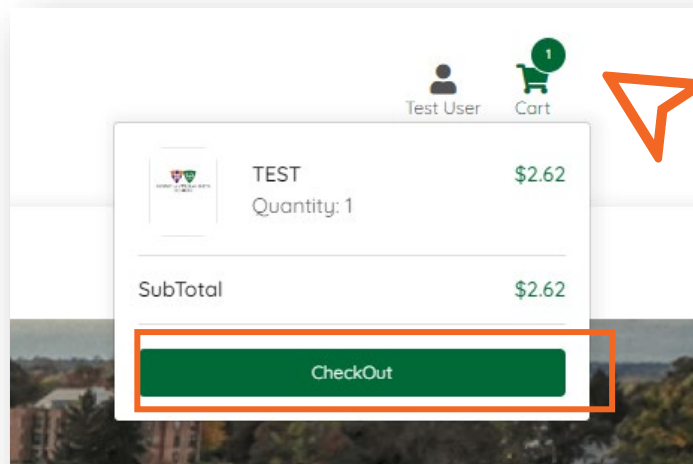 1
Test User
Cart
TEST
$2.62
Quantity: 1
SubTotal
$2.62
CheckOut